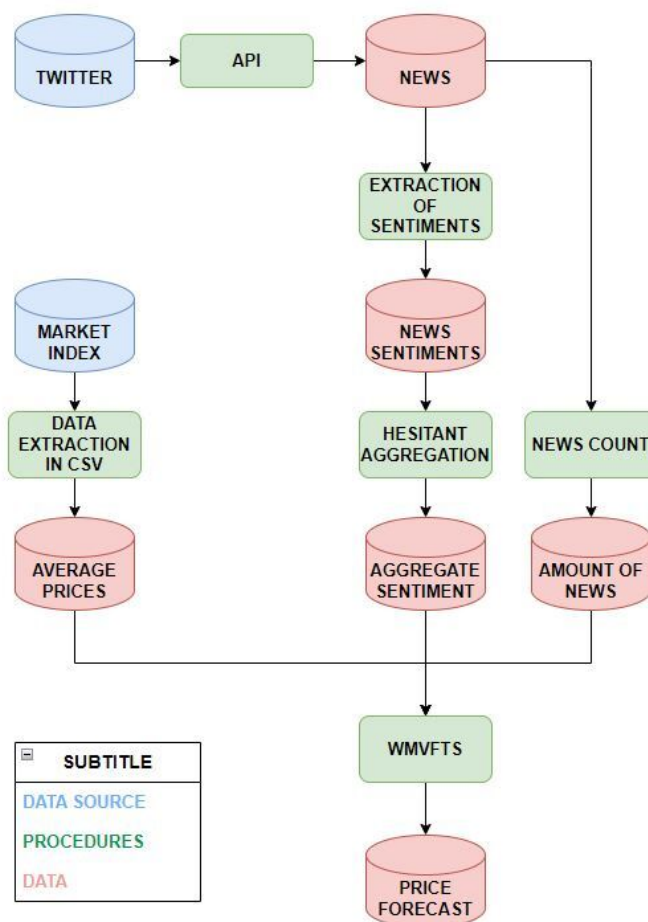 TWITTER
API
NEWS
EXTRACTION
OF
SENTIMENTS
MARKET
INDEX
NEWS
SENTIMENTS
DATA
EXTRACTION
IN CSV
HESITANT
AGGREGATION
NEWS COUNT
AVERAGE
PRICES
AGGREGATE
SENTIMENT
AMOUNT OF
NEWS
WMVFTS
SUBTITLE
DATA SOURCE
PROCEDURES
DATA
PRICE
FORECAST